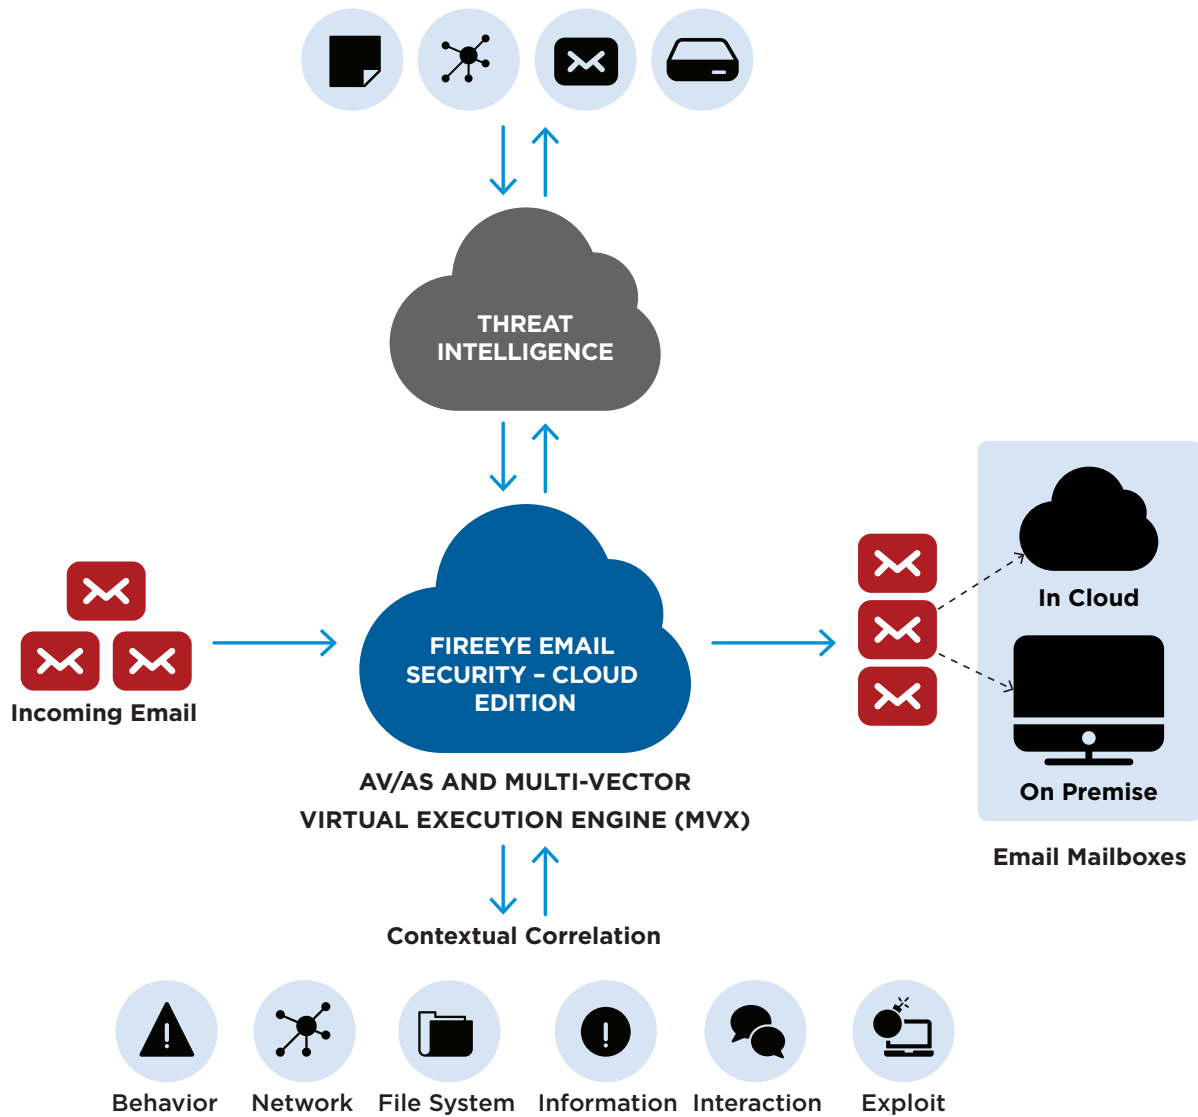 THREAT
INTELLIGENCE
FIREEYE EMAIL
SECURITY – CLOUD
EDITION
Incoming Email
In Cloud
On Premise
Email Mailboxes
AV/AS AND MULTI-VECTOR
VIRTUAL EXECUTION ENGINE (MVX)
Contextual Correlation
Behavior Network File System Information Interaction Exploit